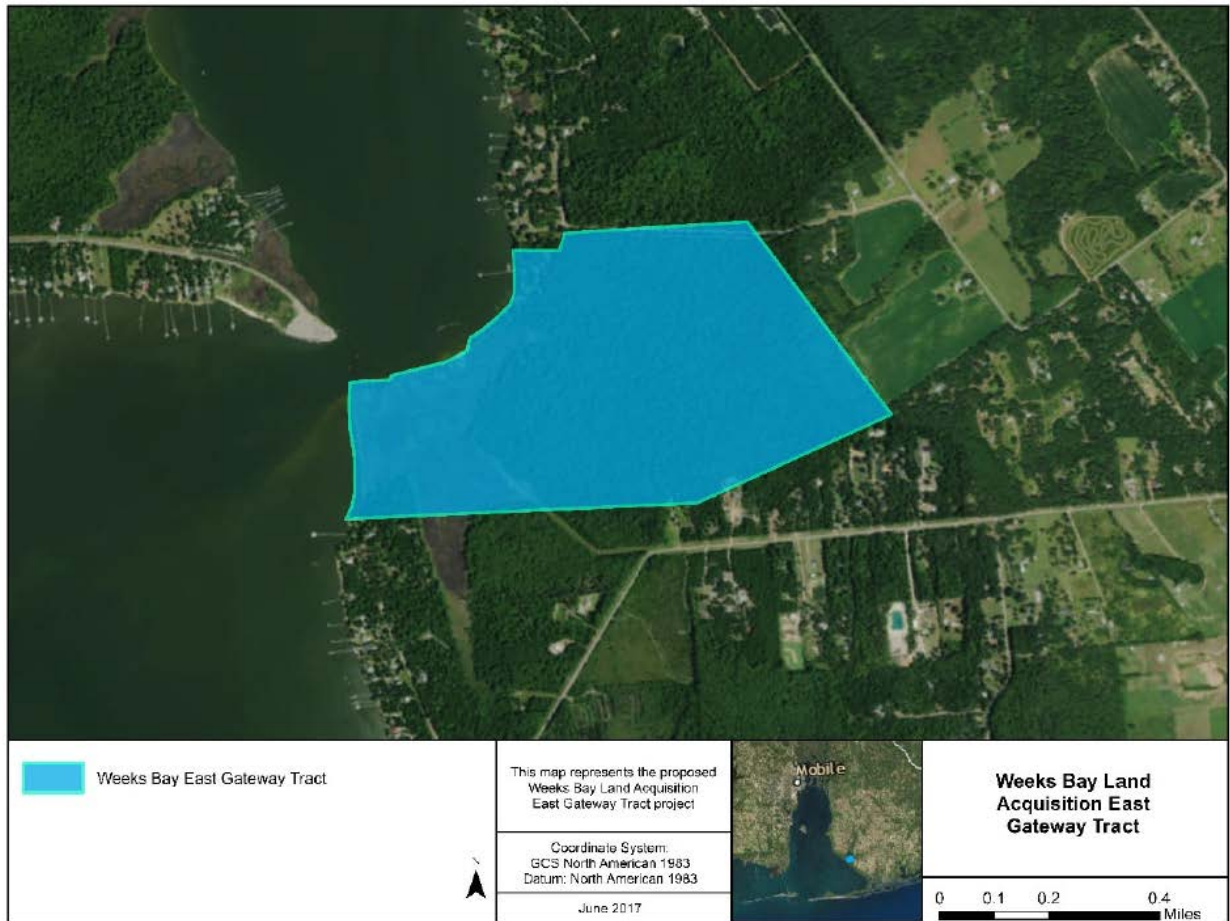 Weeks Bay East Gateway Tract
This map represents the proposed
Weeks Bay Land Acquisition
East Gateway Tract project
Coordinate System:
GCS North American 1983
Datum: North American 1983
June 2017
Mobile
Weeks Bay Land
Acquisition East
Gateway Tract
0 0.1 0.2 0.4
Miles